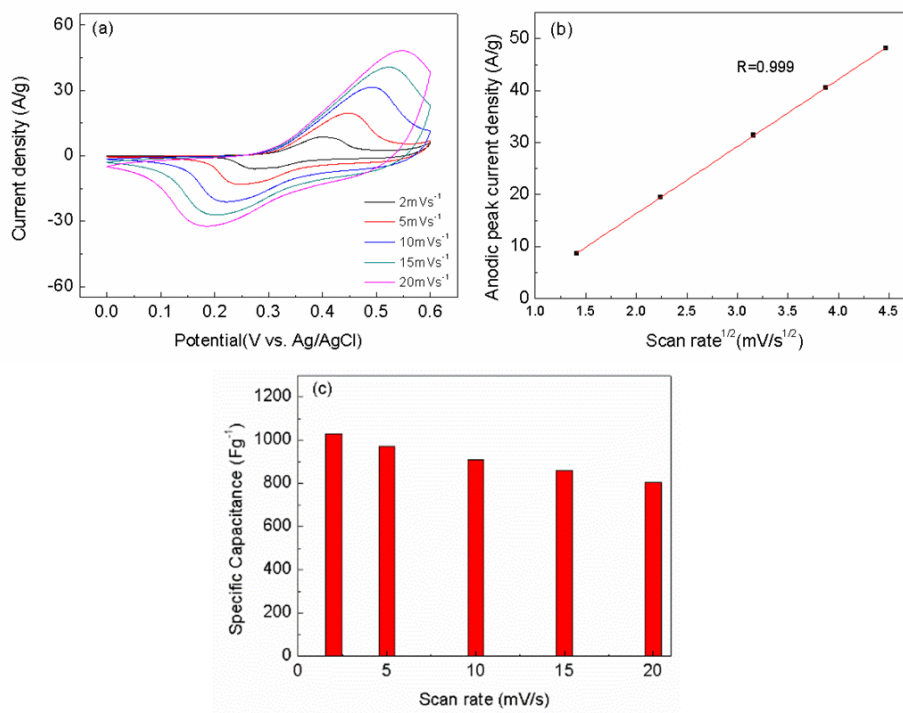 (a)
60
30
0
-30
-60
Current density (A/g)
0.0 0.1 0.2 0.3 0.4 0.5 0.6
Potential(V vs. Ag/AgCl)
2mVs⁻¹
5mVs⁻¹
10mVs⁻¹
15mVs⁻¹
20mVs⁻¹
(b)
50
40
30
20
10
0
Anodic peak current density (A/g)
R=0.999
1.0 1.5 2.0 2.5 3.0 3.5 4.0 4.5
Scan rate¹/²(mV/s¹/²)
(c)
1200
1000
800
600
400
200
0
Specific Capacitance (Fg⁻¹)
0 5 10 15 20
Scan rate (mV/s)